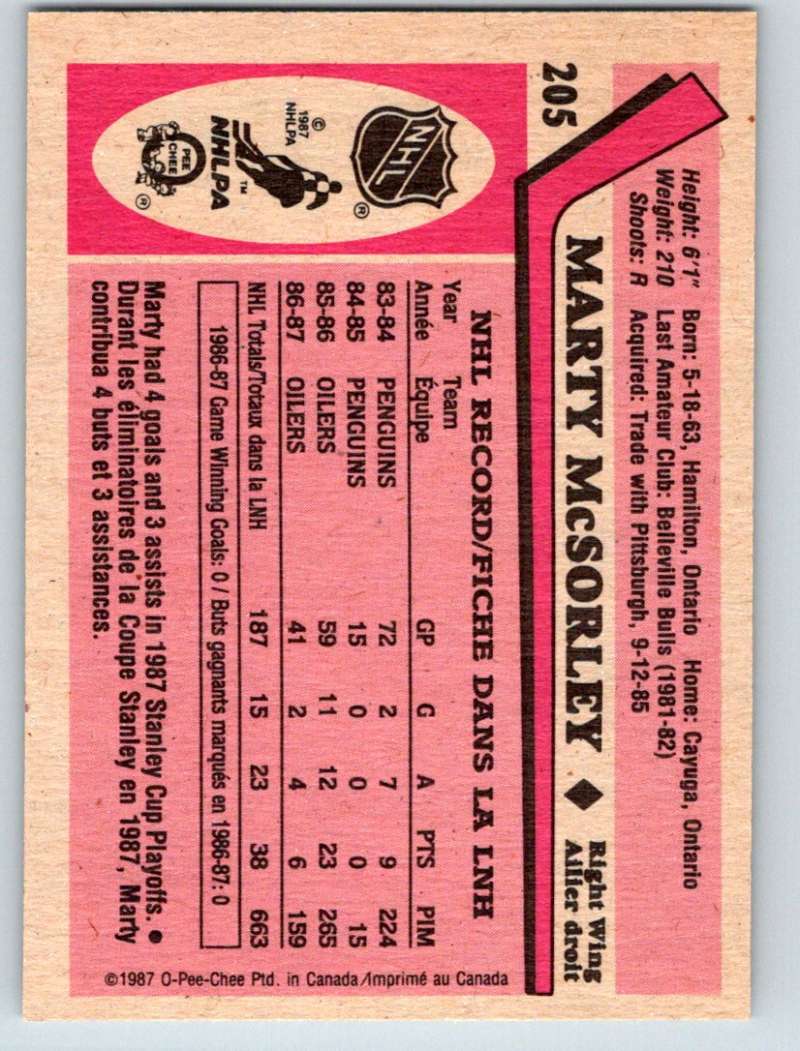 205
Height: 6'1" Born: 5-18-63, Hamilton, Ontario Home: Cayuga, Ontario
Weight: 210 Last Amateur Club: Belleville Bulls (1981-82)
Shoots: R Acquired: Trade with Pittsburgh, 9-12-85
MARTY McSORLEY ◆ Right Wing
Ailier droit
NHL
®
© 1987 NHLPA
™
NHLPA
O PEE CHEE
®
NHL RECORD/FICHE DANS LA LNH
Year Team
Année Équipe GP G A PTS PIM
83-84 PENGUINS 72 2 7 9 224
84-85 PENGUINS 15 0 0 0 15
85-86 OILERS 59 11 12 23 265
86-87 OILERS 41 2 4 6 159
NHL Totals/Totaux dans la LNH 187 15 23 38 663
1986-87 Game Winning Goals: 0 / Buts gagnants marqués en 1986-87: 0
Marty had 4 goals and 3 assists in 1987 Stanley Cup Playoffs. ●
Durant les éliminatoires de la Coupe Stanley en 1987, Marty
contribua 4 buts et 3 assistances.
©1987 O-Pee-Chee Ptd. in Canada/Imprimé au Canada